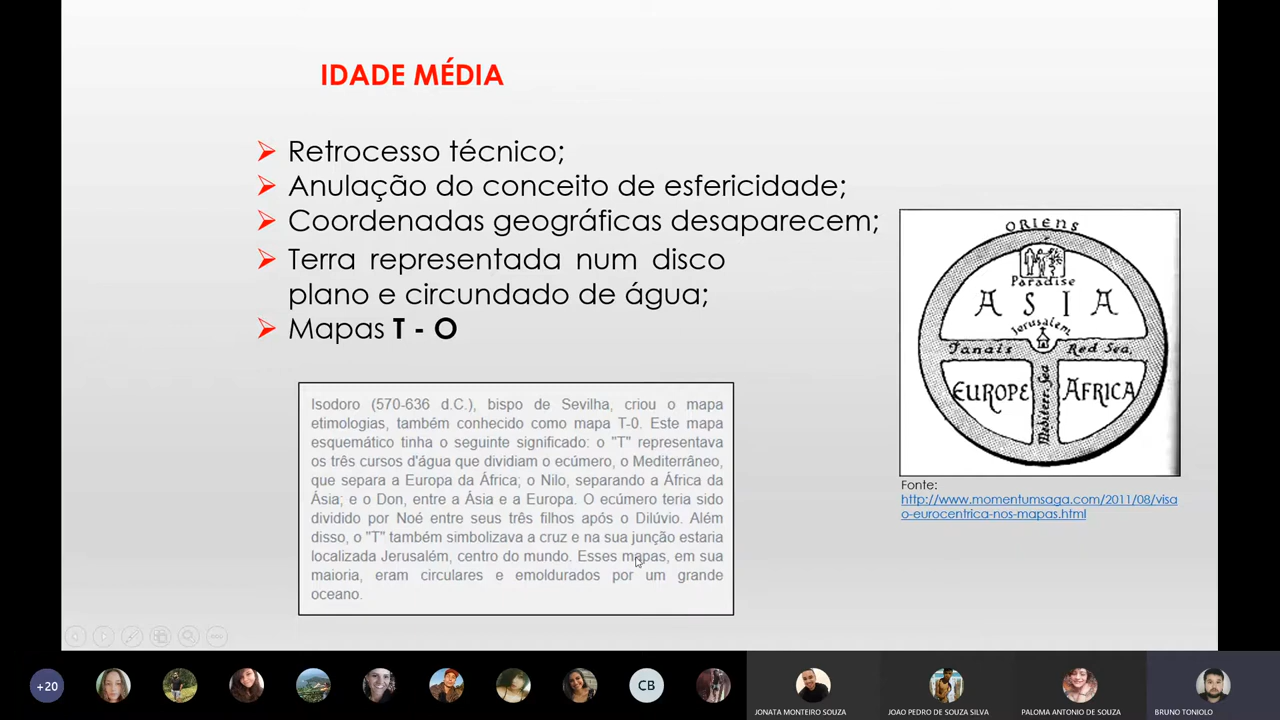 IDADE MÉDIA
Retrocesso técnico;
Anulação do conceito de esfericidade;
Coordenadas geográficas desaparecem;
Terra representada num disco
plano e circundado de água;
Mapas T - O
Isodoro (570-636 d.C.), bispo de Sevilha, criou o mapa
etimologias, também conhecido como mapa T-0. Este mapa
esquemático tinha o seguinte significado: o "T" representava
os três cursos d'água que dividiam o ecúmero, o Mediterrâneo,
que separa a Europa da África; o Nilo, separando a África da
Ásia; e o Don, entre a Ásia e a Europa. O ecúmero teria sido
dividido por Noé entre seus três filhos após o Dilúvio. Além
disso, o "T" também simbolizava a cruz e na sua junção estaria
localizada Jerusalém, centro do mundo. Esses mapas, em sua
maioria, eram circulares e emoldurados por um grande
oceano.
ORIENS
Paradise
ASIA
Jerusalem
Tanais Red Sea
Mediterr. Sea
EUROPE AFRICA
Fonte:
http://www.momentumsaga.com/2011/08/visa
o-eurocentrica-nos-mapas.html
+20
CB
JONATA MONTEIRO SOUZA
JOAO PEDRO DE SOUZA SILVA
PALOMA ANTONIO DE SOUZA
BRUNO TONIOLO